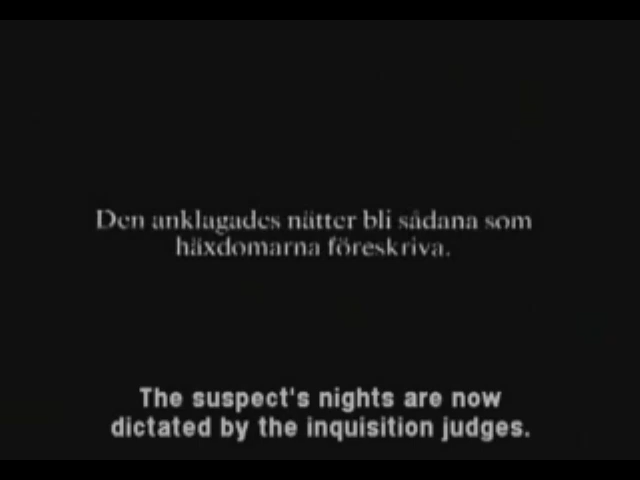 Den anklagades nätter bli sådana som
häxdomarna föreskriva.
The suspect's nights are now
dictated by the inquisition judges.